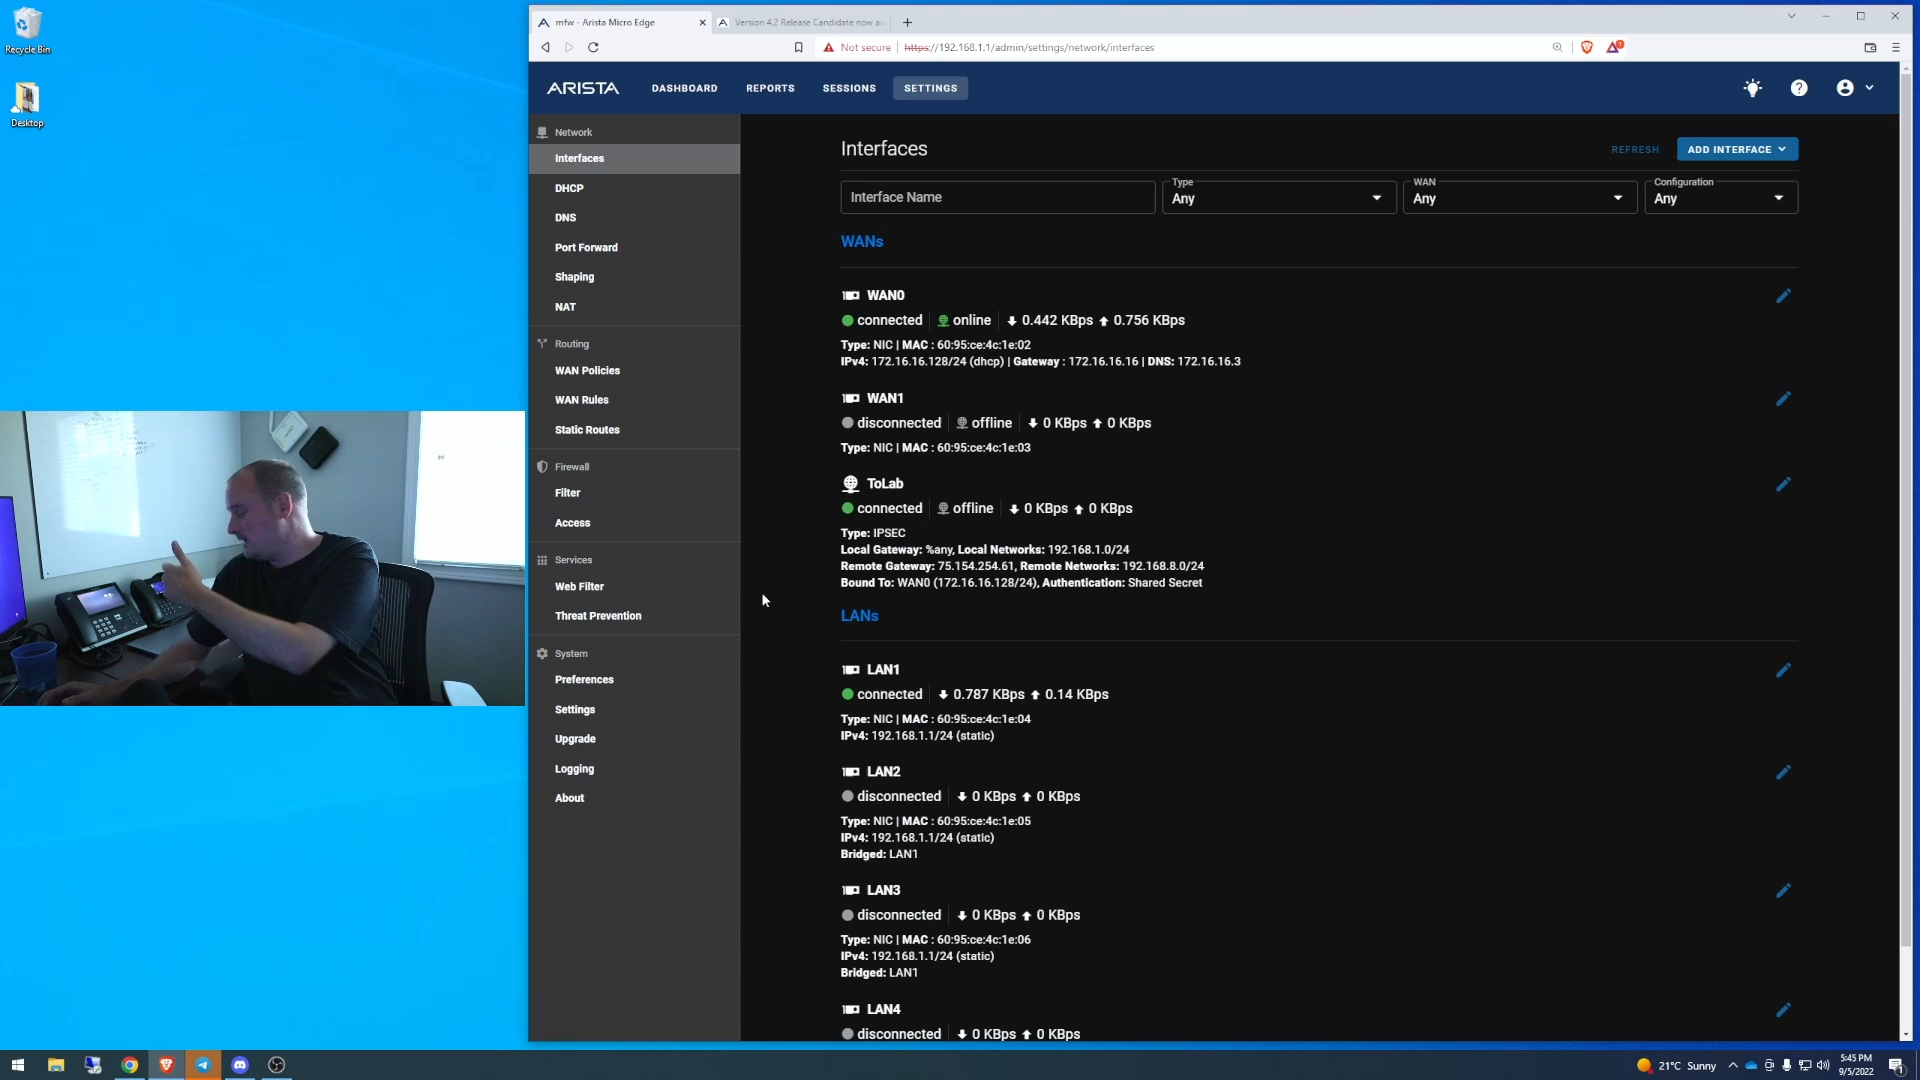 Recycle Bin
Desktop
mfw - Arista Micro Edge
Version 4.2 Release Candidate now av
Not secure
https://192.168.1.1/admin/settings/network/interfaces
ARISTA
DASHBOARD
REPORTS
SESSIONS
SETTINGS
Network
Interfaces
DHCP
DNS
Port Forward
Shaping
NAT
Routing
WAN Policies
WAN Rules
Static Routes
Firewall
Filter
Access
Services
Web Filter
Threat Prevention
System
Preferences
Settings
Upgrade
Logging
About
Interfaces
REFRESH
ADD INTERFACE
Interface Name
Type
Any
WAN
Any
Configuration
Any
WANs
WAN0
connected online 0.442 KBps 0.756 KBps
Type: NIC | MAC : 60:95:ce:4c:1e:02
IPv4: 172.16.16.128/24 (dhcp) | Gateway : 172.16.16.16 | DNS: 172.16.16.3
WAN1
disconnected offline 0 KBps 0 KBps
Type: NIC | MAC : 60:95:ce:4c:1e:03
ToLab
connected offline 0 KBps 0 KBps
Type: IPSEC
Local Gateway: %any, Local Networks: 192.168.1.0/24
Remote Gateway: 75.154.254.61, Remote Networks: 192.168.8.0/24
Bound To: WAN0 (172.16.16.128/24), Authentication: Shared Secret
LANs
LAN1
connected 0.787 KBps 0.14 KBps
Type: NIC | MAC : 60:95:ce:4c:1e:04
IPv4: 192.168.1.1/24 (static)
LAN2
disconnected 0 KBps 0 KBps
Type: NIC | MAC : 60:95:ce:4c:1e:05
IPv4: 192.168.1.1/24 (static)
Bridged: LAN1
LAN3
disconnected 0 KBps 0 KBps
Type: NIC | MAC : 60:95:ce:4c:1e:06
IPv4: 192.168.1.1/24 (static)
Bridged: LAN1
LAN4
disconnected 0 KBps 0 KBps
21°C Sunny
5:45 PM
9/5/2022